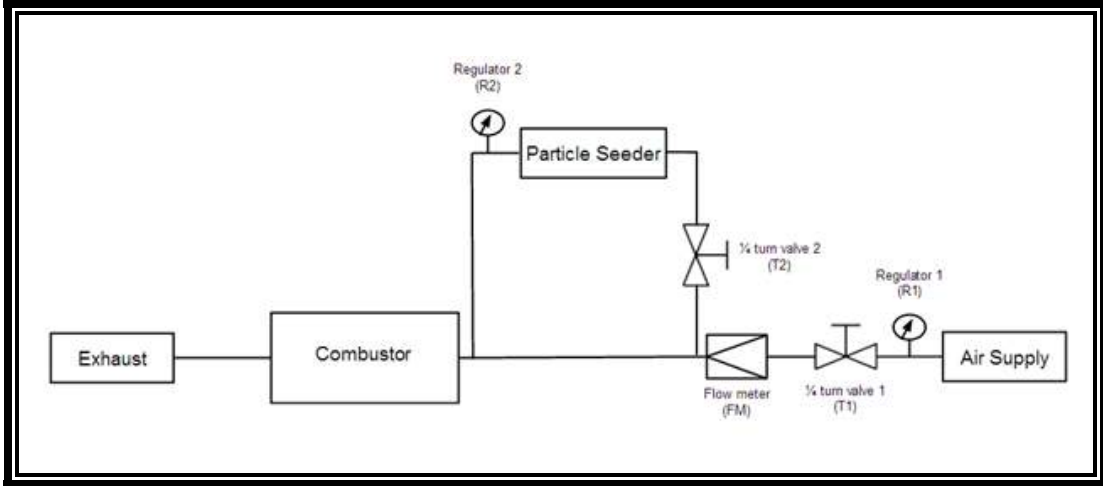 Regulator 2
(R2)
Particle Seeder
¼ turn valve 2
(T2)
Regulator 1
(R1)
Exhaust
Combustor
Air Supply
Flow meter
(FM)
¼ turn valve 1
(T1)